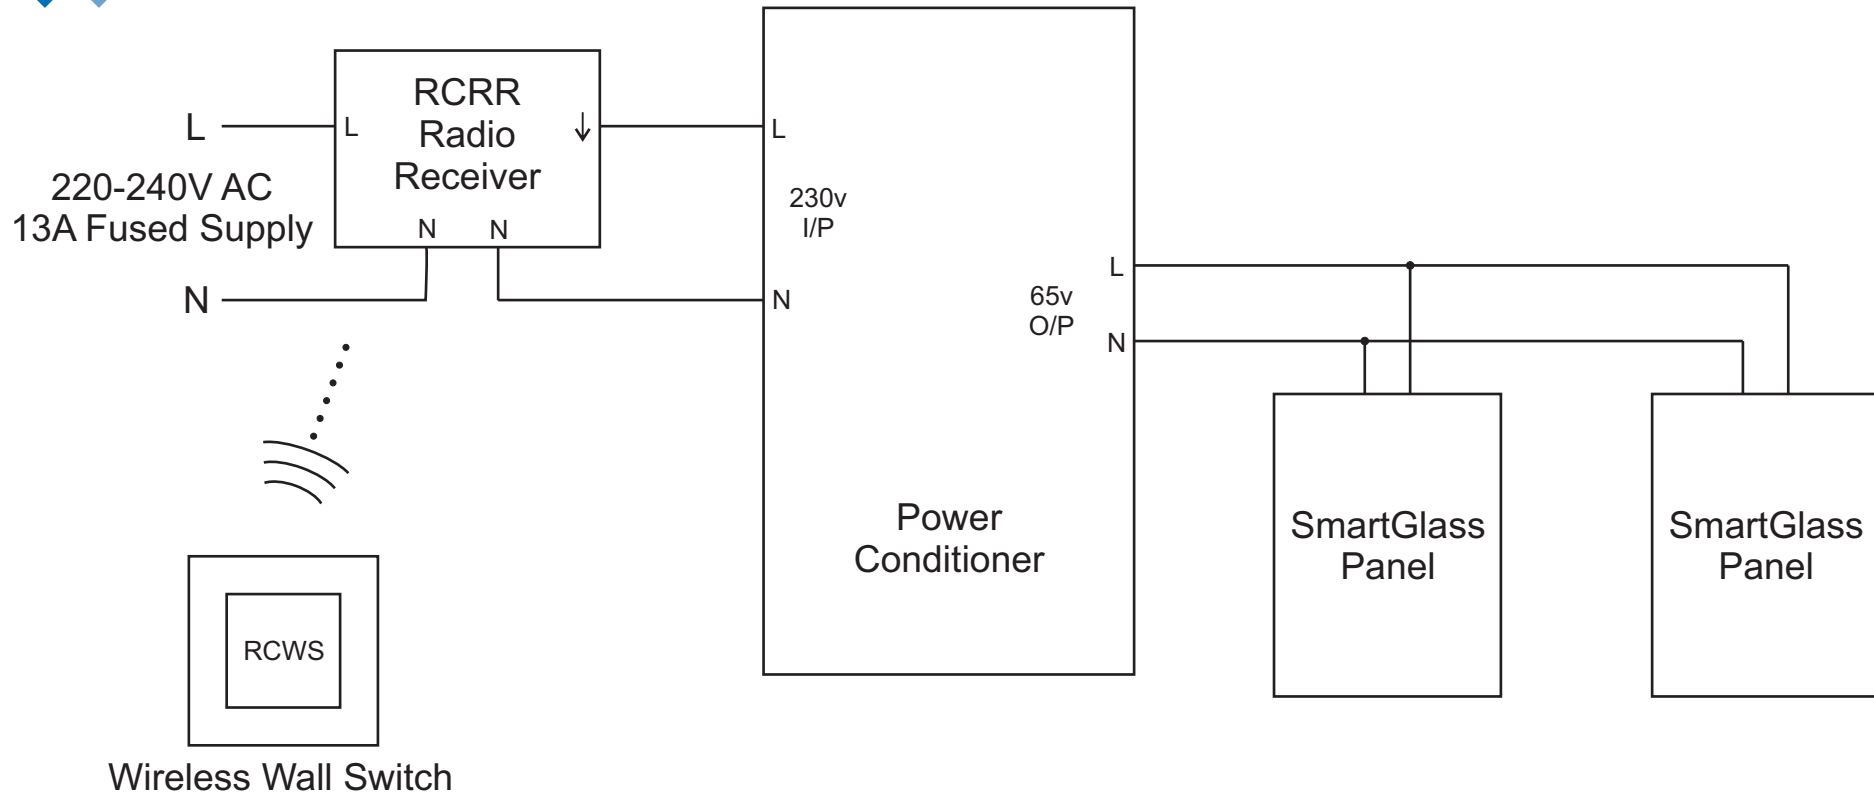 RCRR
Radio
Receiver
L
L
↓
L
220-240V AC
13A Fused Supply
N
N
N
N
230v
I/P
L
65v
O/P
N
Power
Conditioner
SmartGlass
Panel
SmartGlass
Panel
RCWS
Wireless Wall Switch